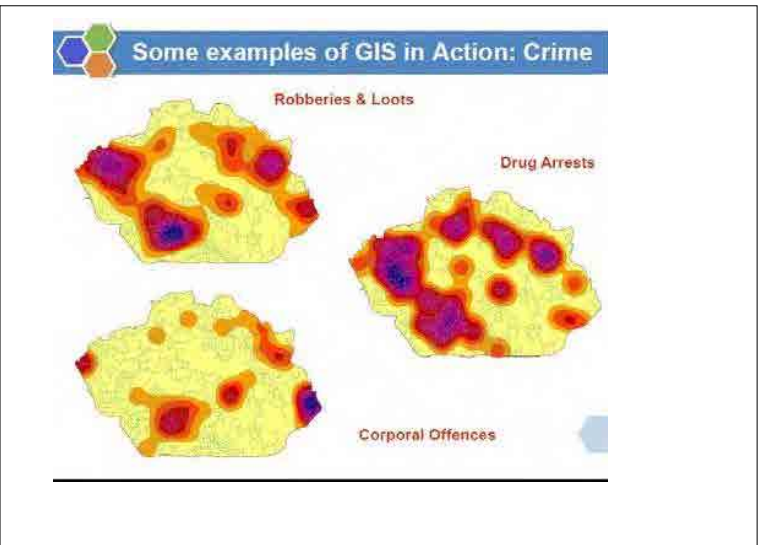 Some examples of GIS in Action: Crime
Robberies & Loots
Drug Arrests
Corporal Offences